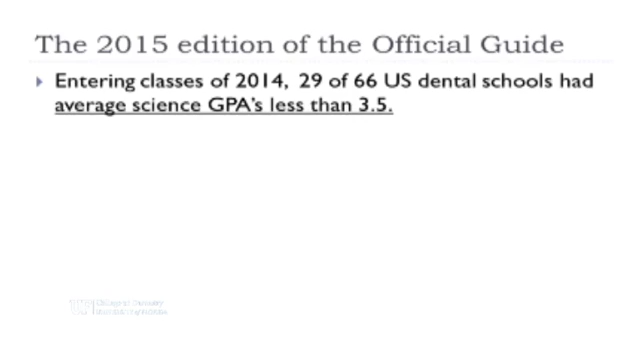 The 2015 edition of the Official Guide
Entering classes of 2014, 29 of 66 US dental schools had
average science GPA's less than 3.5.